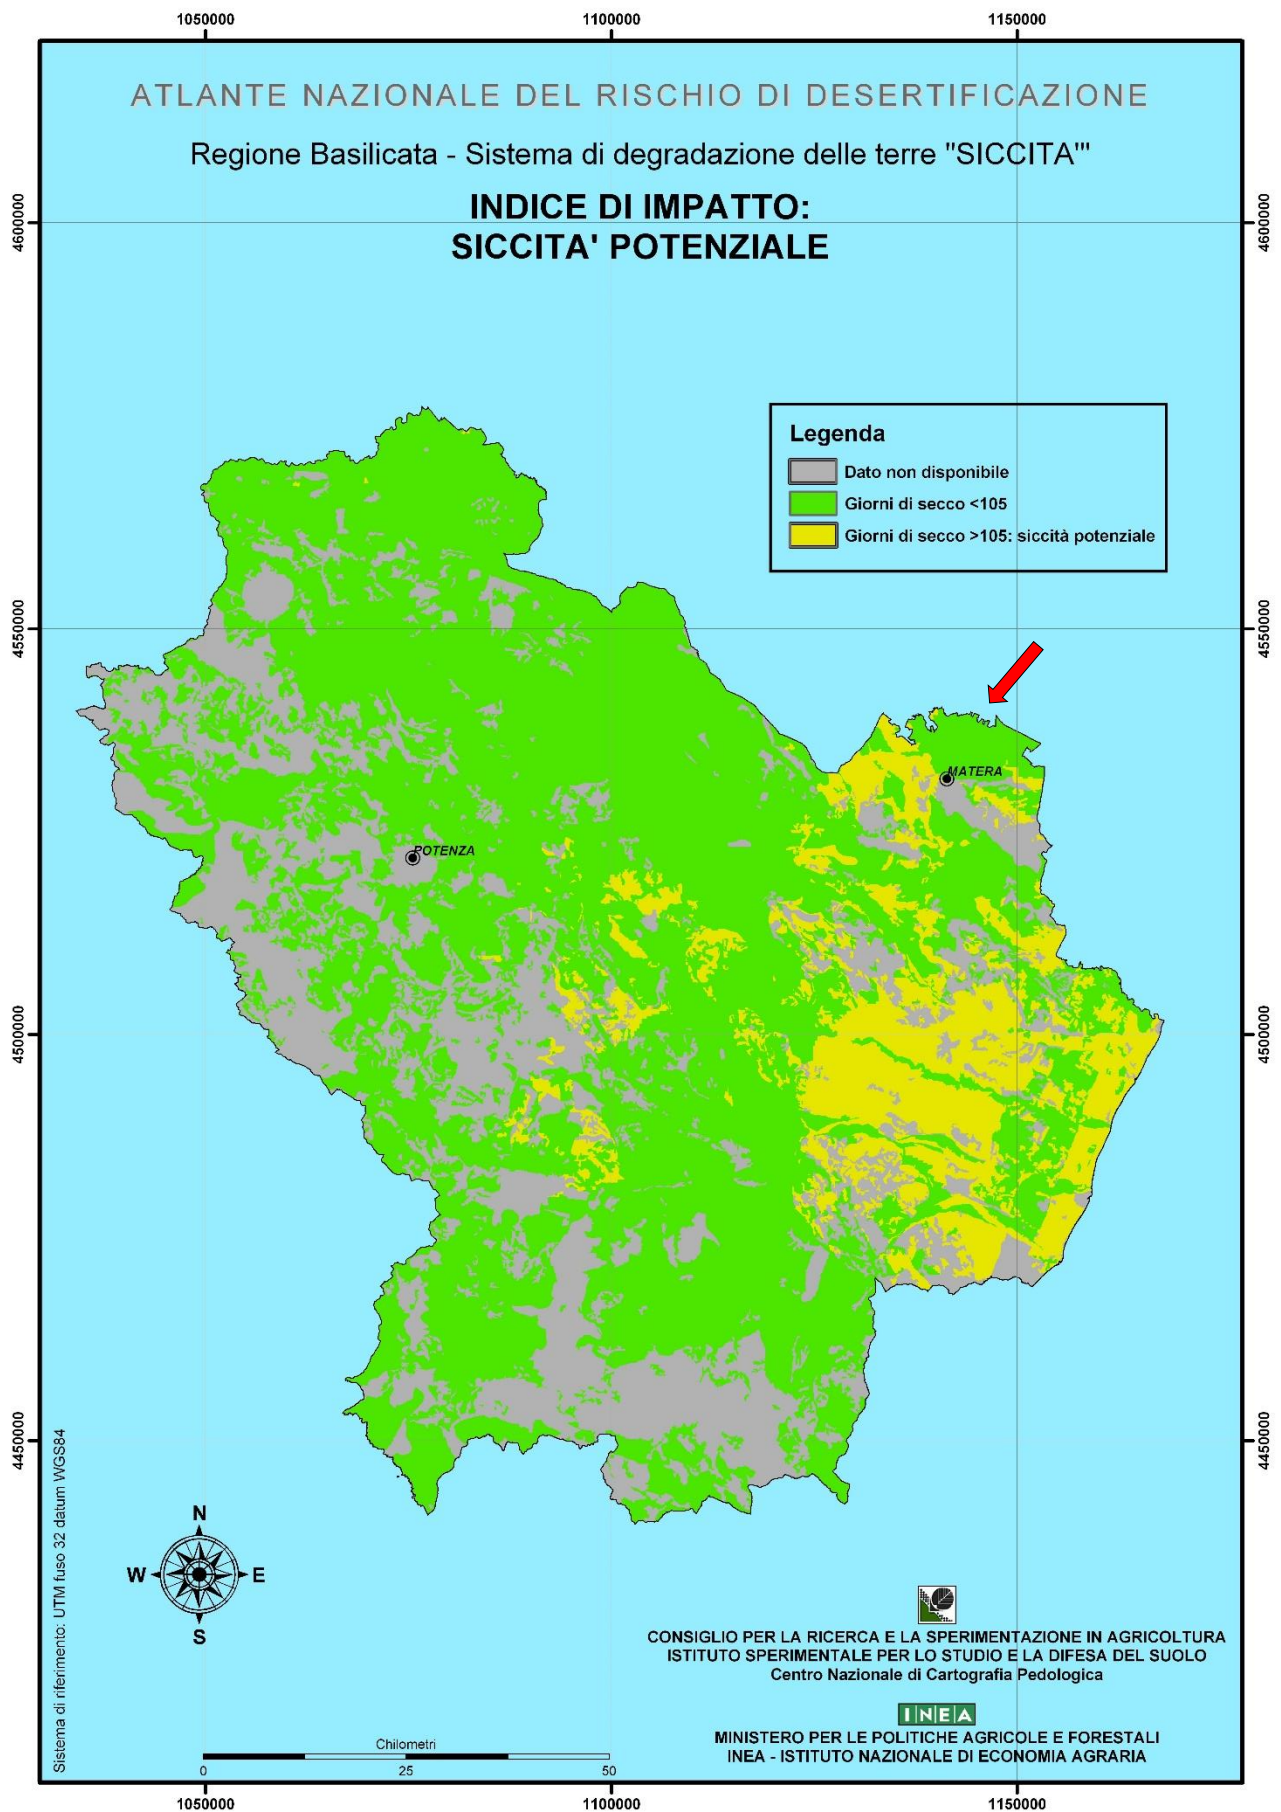 1050000 1100000 1150000
ATLANTE NAZIONALE DEL RISCHIO DI DESERTIFICAZIONE
Regione Basilicata - Sistema di degradazione delle terre "SICCITA'"
INDICE DI IMPATTO:
SICCITA' POTENZIALE
4600000 4600000
Legenda
Dato non disponibile
Giorni di secco <105
Giorni di secco >105: siccità potenziale
4550000 4550000
MATERA
POTENZA
4500000 4500000
4450000 4450000
Sistema di riferimento: UTM fuso 32 datum WGS84
N
W E
S
CONSIGLIO PER LA RICERCA E LA SPERIMENTAZIONE IN AGRICOLTURA
ISTITUTO SPERIMENTALE PER LO STUDIO E LA DIFESA DEL SUOLO
Centro Nazionale di Cartografia Pedologica
INEA
MINISTERO PER LE POLITICHE AGRICOLE E FORESTALI
INEA - ISTITUTO NAZIONALE DI ECONOMIA AGRARIA
Chilometri
0 25 50
1050000 1100000 1150000